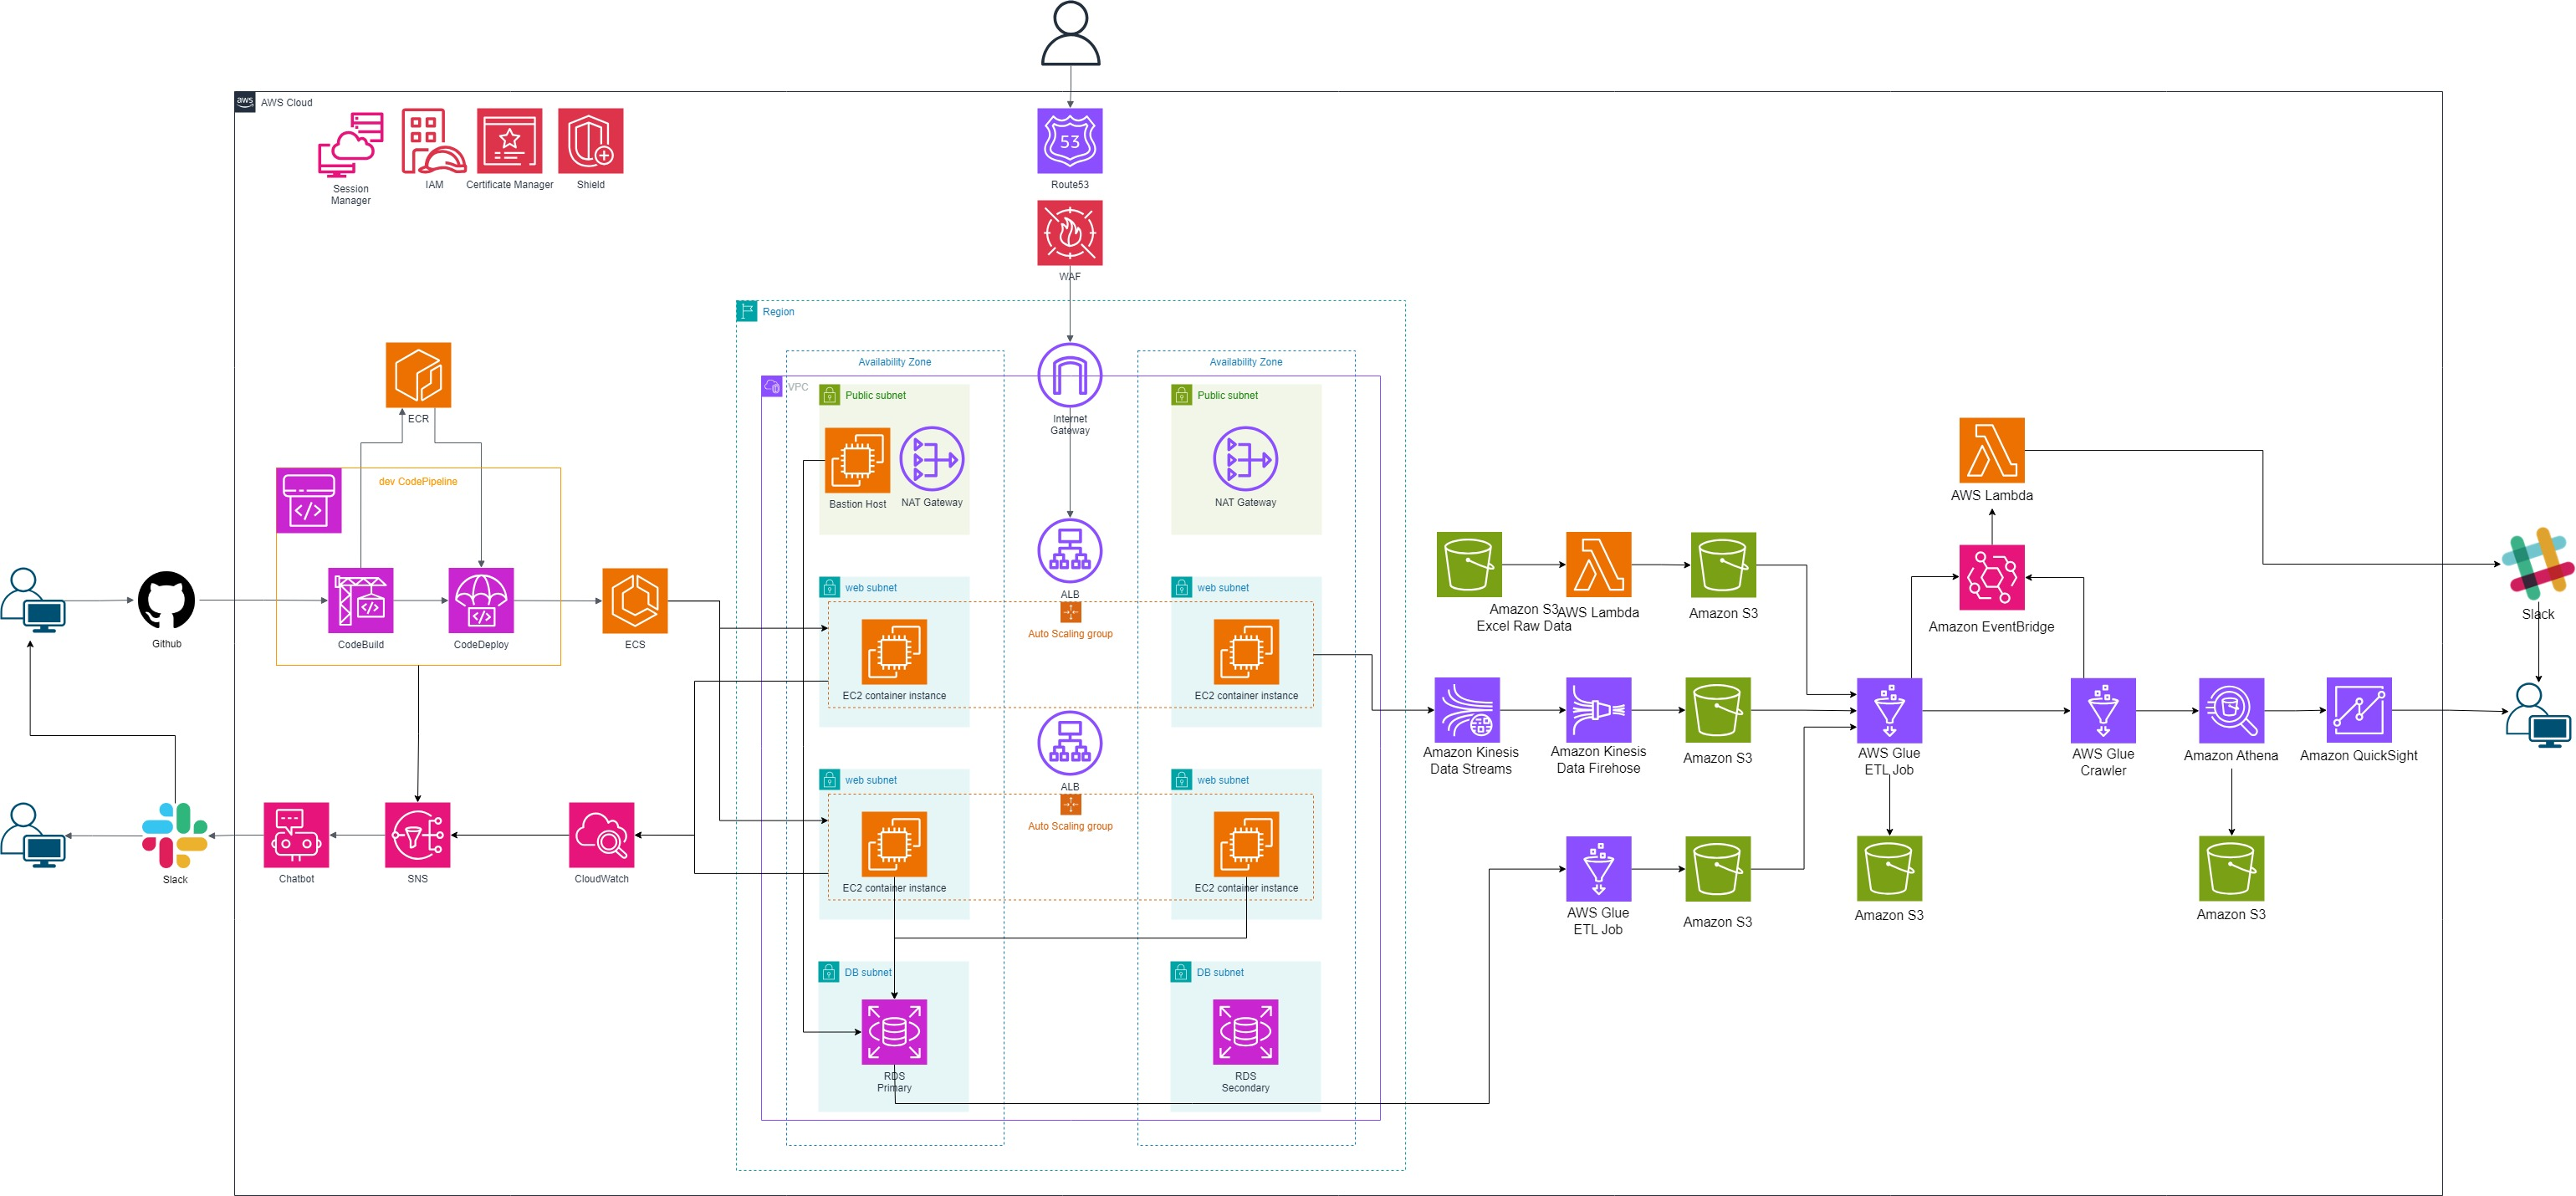 aws
AWS Cloud
Session
Manager
IAM
Certificate Manager
Shield
53
Route53
WAF
Region
Availability Zone
Availability Zone
VPC
Internet
Gateway
Public subnet
Public subnet
Bastion Host
NAT Gateway
NAT Gateway
ECR
dev CodePipeline
CodeBuild
CodeDeploy
ECS
Github
ALB
Auto Scaling group
web subnet
web subnet
EC2 container instance
EC2 container instance
ALB
Auto Scaling group
web subnet
web subnet
EC2 container instance
EC2 container instance
DB subnet
DB subnet
RDS
Primary
RDS
Secondary
Slack
Chatbot
SNS
CloudWatch
Amazon S3
Excel Raw Data
AWS Lambda
Amazon S3
Amazon Kinesis
Data Streams
Amazon Kinesis
Data Firehose
Amazon S3
AWS Glue
ETL Job
Amazon S3
AWS Lambda
Amazon EventBridge
AWS Glue
ETL Job
AWS Glue
Crawler
Amazon Athena
Amazon QuickSight
Amazon S3
Amazon S3
Slack